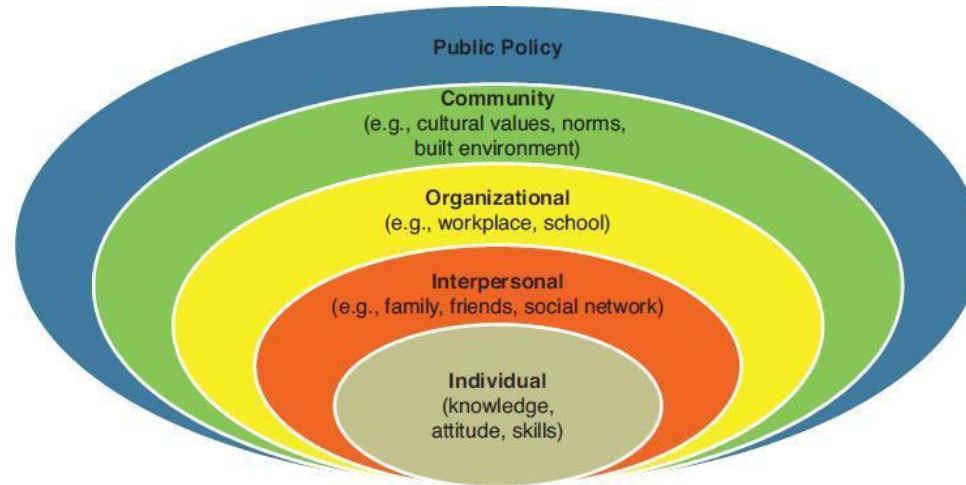 Public Policy
Community
(e.g., cultural values, norms,
built environment)
Organizational
(e.g., workplace, school)
Interpersonal
(e.g., family, friends, social network)
Individual
(knowledge,
attitude, skills)